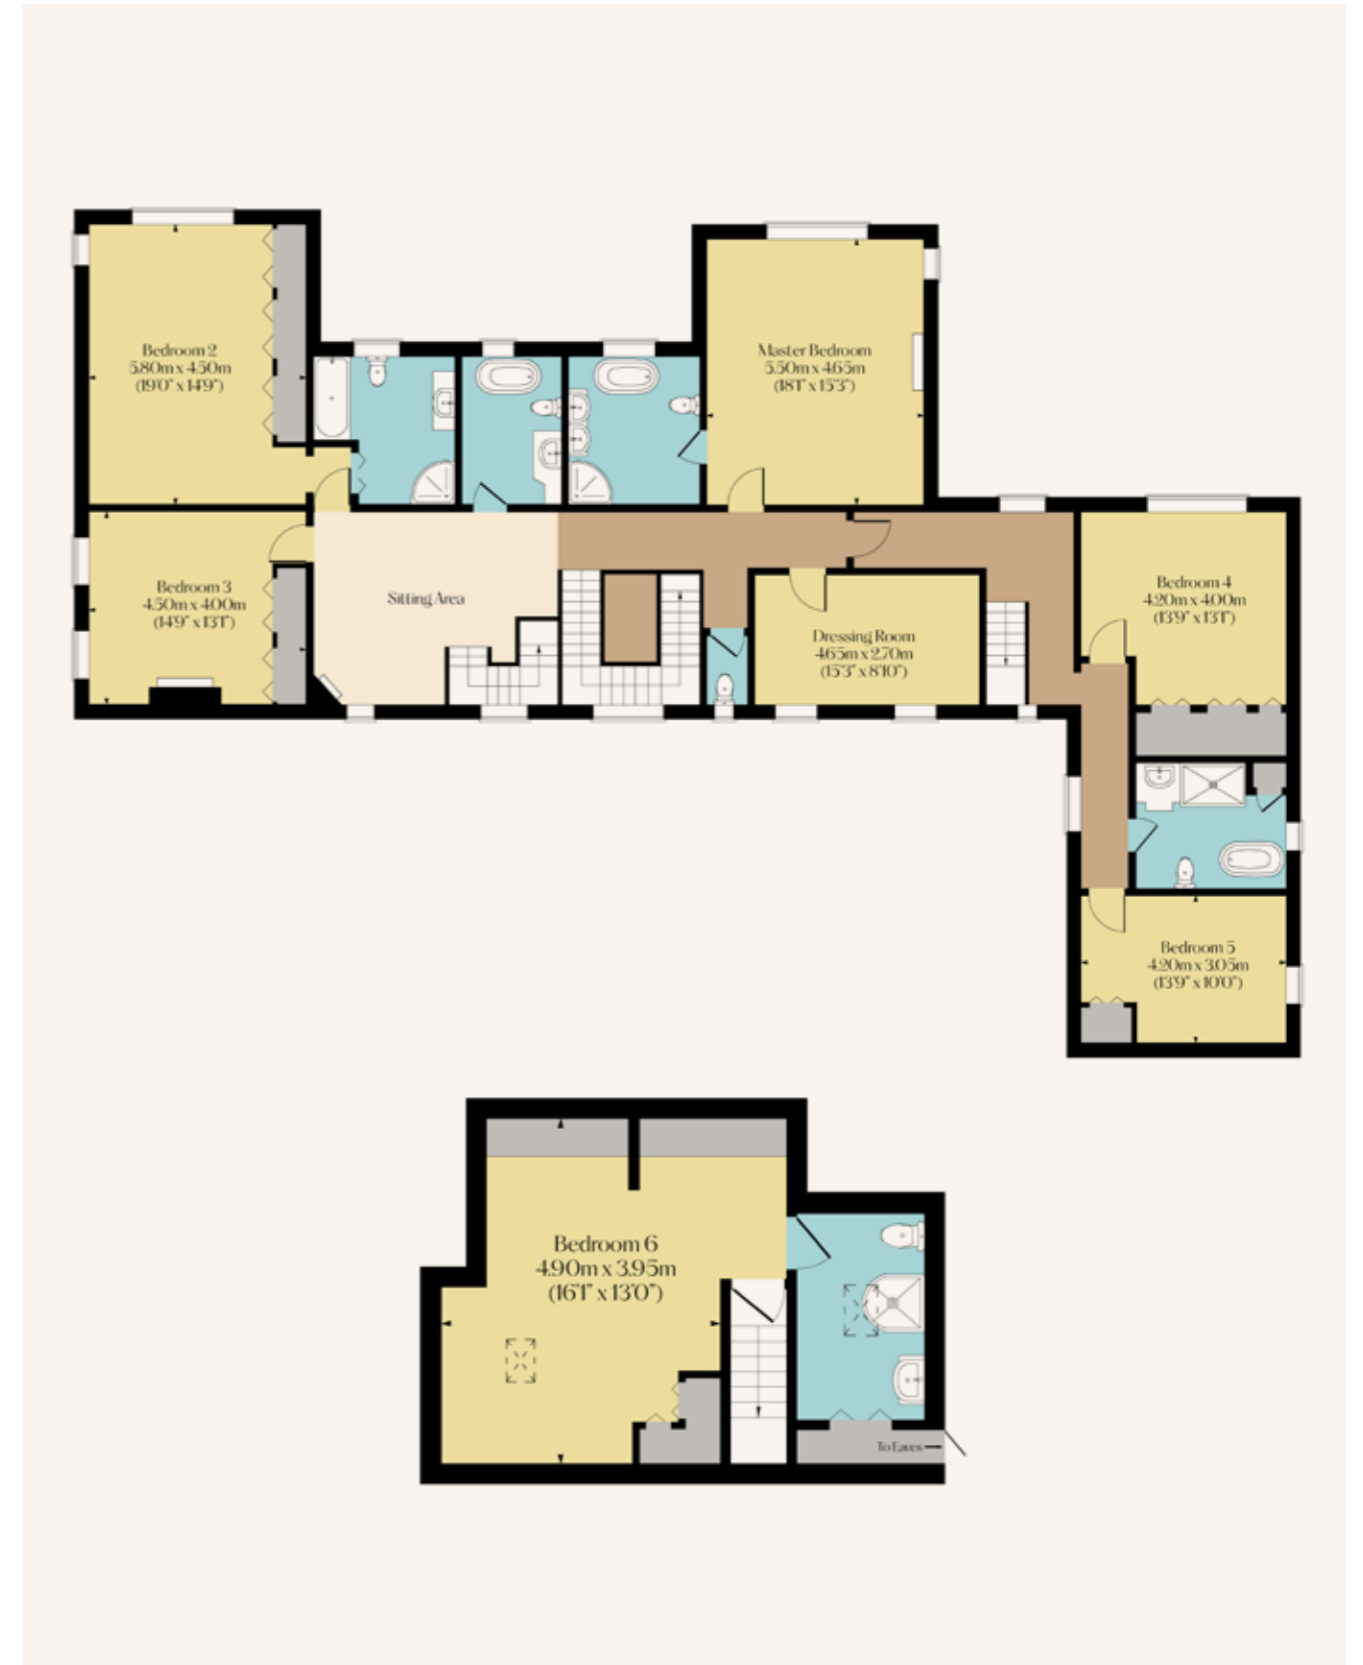 Bedroom 2
5.80m x 4.50m
(19'0" x 14'9")
Master Bedroom
5.50m x 4.65m
(18'1" x 15'3")
Bedroom 3
4.50m x 4.00m
(14'9" x 13'1")
Sitting Area
Dressing Room
4.65m x 2.70m
(15'3" x 8'10")
Bedroom 4
4.20m x 4.00m
(13'9" x 13'1")
Bedroom 5
4.20m x 3.05m
(13'9" x 10'0")
Bedroom 6
4.90m x 3.95m
(16'1" x 13'0")
To Eaves